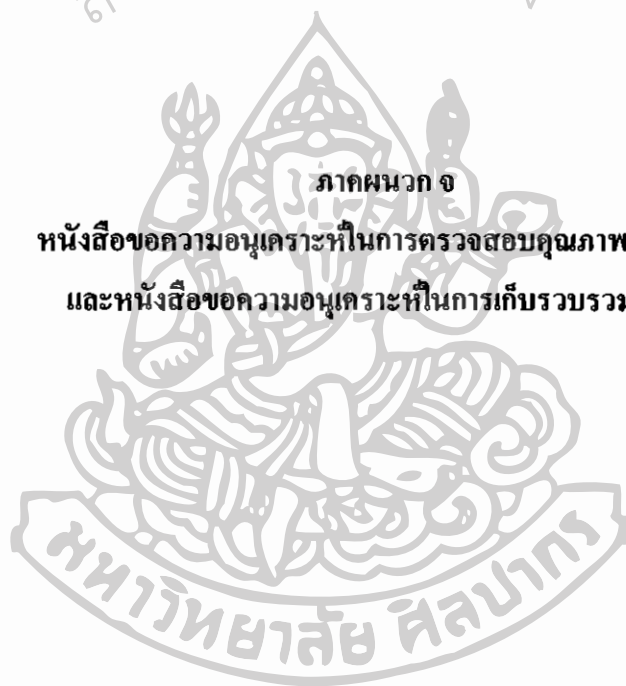 ภาคผนวก จ
หนังสือขอความอนุเคราะห์ในการตรวจสอบคุณภาพ
และหนังสือขอความอนุเคราะห์ในการเก็บรวบรวม
มหาวิทยาลัย ศิลปากร